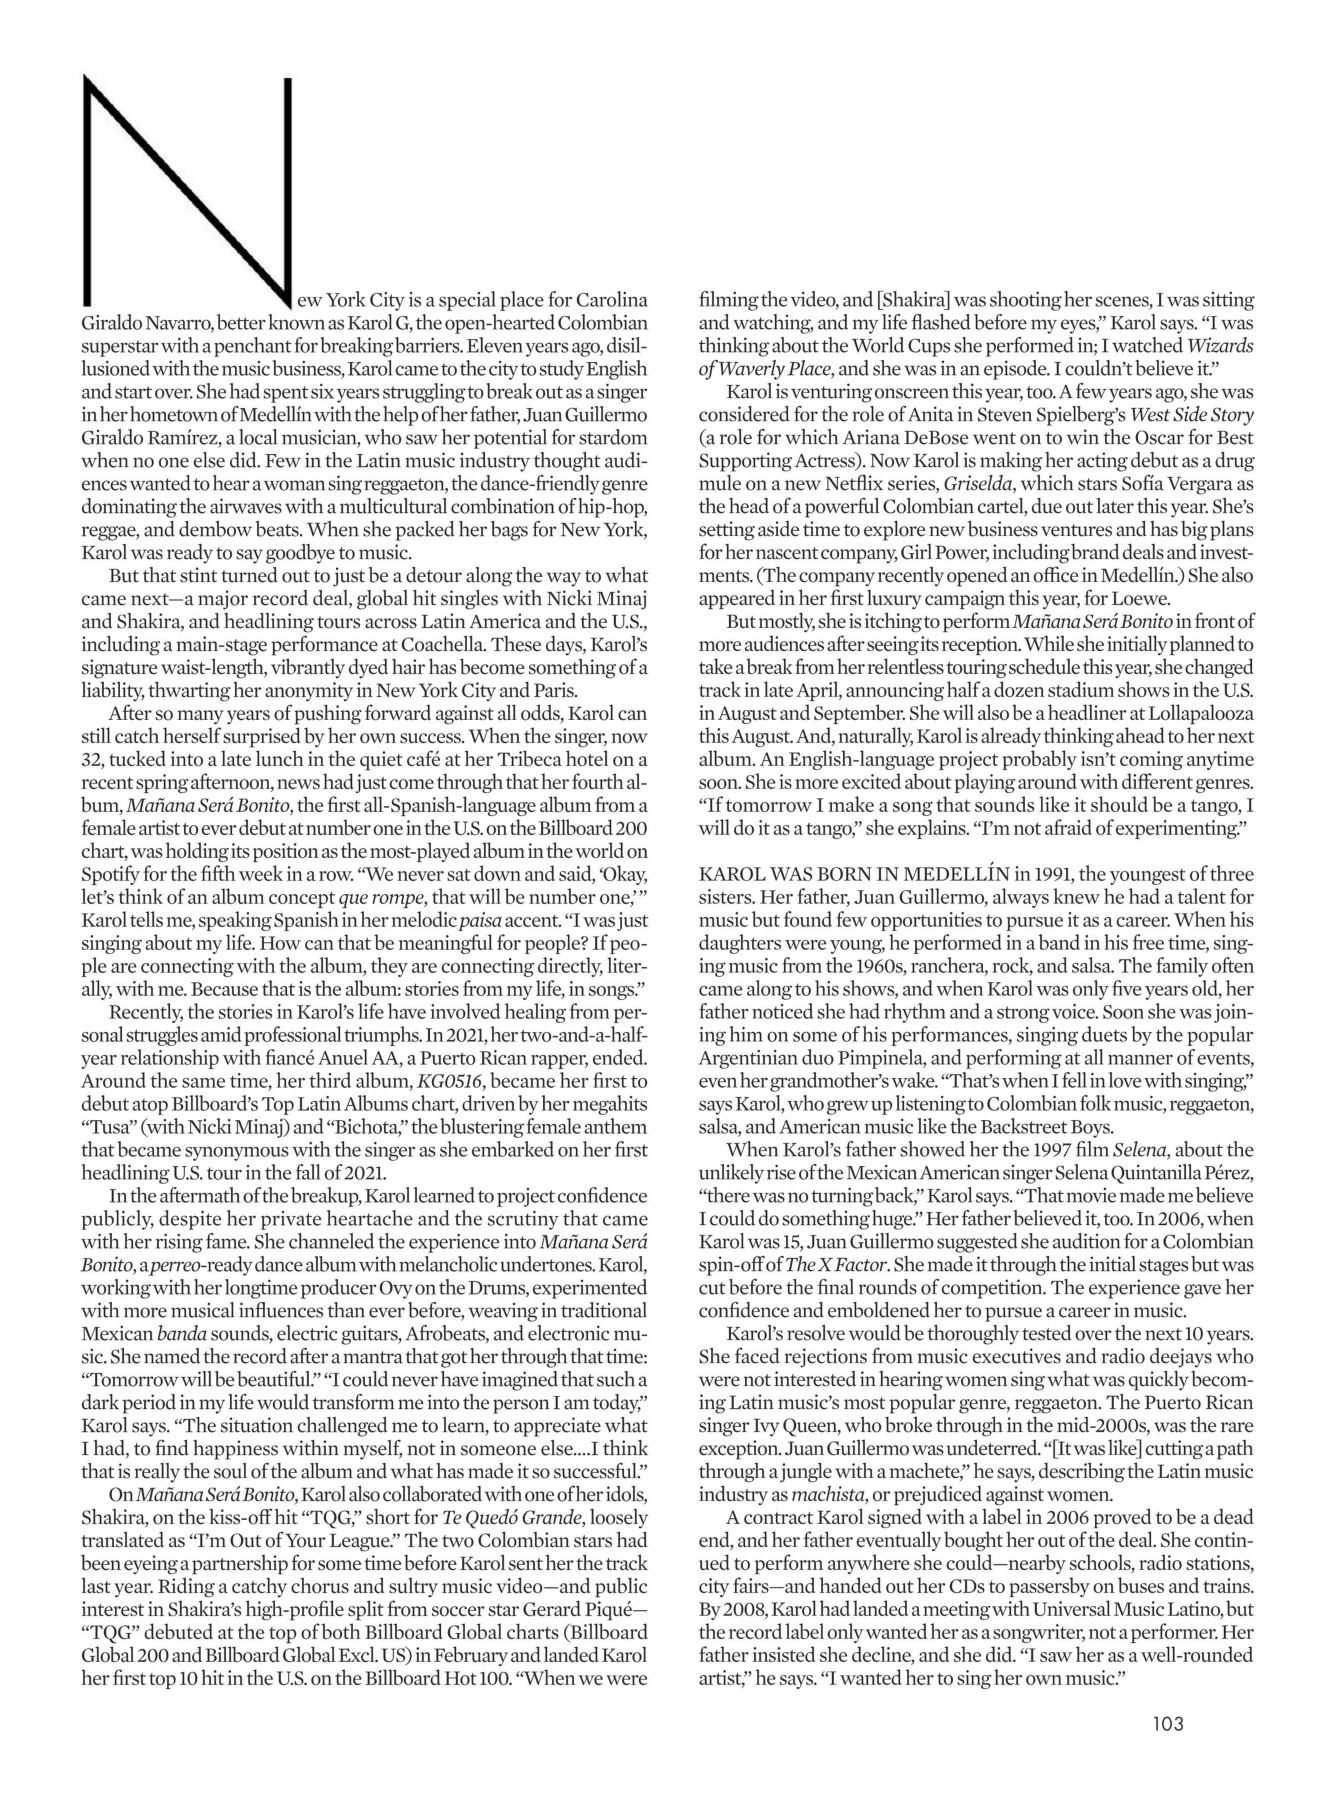 New York City is a special place for Carolina
Giraldo Navarro, better known as Karol G, the open-hearted Colombian
superstar with a penchant for breaking barriers. Eleven years ago, disil-
lusioned with the music business, Karol came to the city to study English
and start over. She had spent six years struggling to break out as a singer
in her hometown of Medellín with the help of her father, Juan Guillermo
Giraldo Ramírez, a local musician, who saw her potential for stardom
when no one else did. Few in the Latin music industry thought audi-
ences wanted to hear a woman sing reggaeton, the dance-friendly genre
dominating the airwaves with a multicultural combination of hip-hop,
reggae, and dembow beats. When she packed her bags for New York,
Karol was ready to say goodbye to music.
But that stint turned out to just be a detour along the way to what
came next—a major record deal, global hit singles with Nicki Minaj
and Shakira, and headlining tours across Latin America and the U.S.,
including a main-stage performance at Coachella. These days, Karol’s
signature waist-length, vibrantly dyed hair has become something of a
liability, thwarting her anonymity in New York City and Paris.
After so many years of pushing forward against all odds, Karol can
still catch herself surprised by her own success. When the singer, now
32, tucked into a late lunch in the quiet café at her Tribeca hotel on a
recent spring afternoon, news had just come through that her fourth al-
bum, Mañana Será Bonito, the first all-Spanish-language album from a
female artist to ever debut at number one in the U.S. on the Billboard 200
chart, was holding its position as the most-played album in the world on
Spotify for the fifth week in a row. “We never sat down and said, ‘Okay,
let’s think of an album concept que rompe, that will be number one,’ ”
Karol tells me, speaking Spanish in her melodic paisa accent. “I was just
singing about my life. How can that be meaningful for people? If peo-
ple are connecting with the album, they are connecting directly, liter-
ally, with me. Because that is the album: stories from my life, in songs.”
Recently, the stories in Karol’s life have involved healing from per-
sonal struggles amid professional triumphs. In 2021, her two-and-a-half-
year relationship with fiancé Anuel AA, a Puerto Rican rapper, ended.
Around the same time, her third album, KG0516, became her first to
debut atop Billboard’s Top Latin Albums chart, driven by her megahits
“Tusa” (with Nicki Minaj) and “Bichota,” the blustering female anthem
that became synonymous with the singer as she embarked on her first
headlining U.S. tour in the fall of 2021.
In the aftermath of the breakup, Karol learned to project confidence
publicly, despite her private heartache and the scrutiny that came
with her rising fame. She channeled the experience into Mañana Será
Bonito, a perreo-ready dance album with melancholic undertones. Karol,
working with her longtime producer Ovy on the Drums, experimented
with more musical influences than ever before, weaving in traditional
Mexican banda sounds, electric guitars, Afrobeats, and electronic mu-
sic. She named the record after a mantra that got her through that time:
“Tomorrow will be beautiful.” “I could never have imagined that such a
dark period in my life would transform me into the person I am today,”
Karol says. “The situation challenged me to learn, to appreciate what
I had, to find happiness within myself, not in someone else....I think
that is really the soul of the album and what has made it so successful.”
On Mañana Será Bonito, Karol also collaborated with one of her idols,
Shakira, on the kiss-off hit “TQG,” short for Te Quedó Grande, loosely
translated as “I’m Out of Your League.” The two Colombian stars had
been eyeing a partnership for some time before Karol sent her the track
last year. Riding a catchy chorus and sultry music video—and public
interest in Shakira’s high-profile split from soccer star Gerard Piqué—
“TQG” debuted at the top of both Billboard Global charts (Billboard
Global 200 and Billboard Global Excl. US) in February and landed Karol
her first top 10 hit in the U.S. on the Billboard Hot 100. “When we were
filming the video, and [Shakira] was shooting her scenes, I was sitting
and watching, and my life flashed before my eyes,” Karol says. “I was
thinking about the World Cups she performed in; I watched Wizards
of Waverly Place, and she was in an episode. I couldn’t believe it.”
Karol is venturing onscreen this year, too. A few years ago, she was
considered for the role of Anita in Steven Spielberg’s West Side Story
(a role for which Ariana DeBose went on to win the Oscar for Best
Supporting Actress). Now Karol is making her acting debut as a drug
mule on a new Netflix series, Griselda, which stars Sofía Vergara as
the head of a powerful Colombian cartel, due out later this year. She’s
setting aside time to explore new business ventures and has big plans
for her nascent company, Girl Power, including brand deals and invest-
ments. (The company recently opened an office in Medellín.) She also
appeared in her first luxury campaign this year, for Loewe.
But mostly, she is itching to perform Mañana Será Bonito in front of
more audiences after seeing its reception. While she initially planned to
take a break from her relentless touring schedule this year, she changed
track in late April, announcing half a dozen stadium shows in the U.S.
in August and September. She will also be a headliner at Lollapalooza
this August. And, naturally, Karol is already thinking ahead to her next
album. An English-language project probably isn’t coming anytime
soon. She is more excited about playing around with different genres.
“If tomorrow I make a song that sounds like it should be a tango, I
will do it as a tango,” she explains. “I’m not afraid of experimenting.”
KAROL WAS BORN IN MEDELLÍN in 1991, the youngest of three
sisters. Her father, Juan Guillermo, always knew he had a talent for
music but found few opportunities to pursue it as a career. When his
daughters were young, he performed in a band in his free time, sing-
ing music from the 1960s, ranchera, rock, and salsa. The family often
came along to his shows, and when Karol was only five years old, her
father noticed she had rhythm and a strong voice. Soon she was join-
ing him on some of his performances, singing duets by the popular
Argentinian duo Pimpinela, and performing at all manner of events,
even her grandmother’s wake. “That’s when I fell in love with singing,”
says Karol, who grew up listening to Colombian folk music, reggaeton,
salsa, and American music like the Backstreet Boys.
When Karol’s father showed her the 1997 film Selena, about the
unlikely rise of the Mexican American singer Selena Quintanilla Pérez,
“there was no turning back,” Karol says. “That movie made me believe
I could do something huge.” Her father believed it, too. In 2006, when
Karol was 15, Juan Guillermo suggested she audition for a Colombian
spin-off of The X Factor. She made it through the initial stages but was
cut before the final rounds of competition. The experience gave her
confidence and emboldened her to pursue a career in music.
Karol’s resolve would be thoroughly tested over the next 10 years.
She faced rejections from music executives and radio deejays who
were not interested in hearing women sing what was quickly becom-
ing Latin music’s most popular genre, reggaeton. The Puerto Rican
singer Ivy Queen, who broke through in the mid-2000s, was the rare
exception. Juan Guillermo was undeterred. “[It was like] cutting a path
through a jungle with a machete,” he says, describing the Latin music
industry as machista, or prejudiced against women.
A contract Karol signed with a label in 2006 proved to be a dead
end, and her father eventually bought her out of the deal. She contin-
ued to perform anywhere she could—nearby schools, radio stations,
city fairs—and handed out her CDs to passersby on buses and trains.
By 2008, Karol had landed a meeting with Universal Music Latino, but
the record label only wanted her as a songwriter, not a performer. Her
father insisted she decline, and she did. “I saw her as a well-rounded
artist,” he says. “I wanted her to sing her own music.”
103